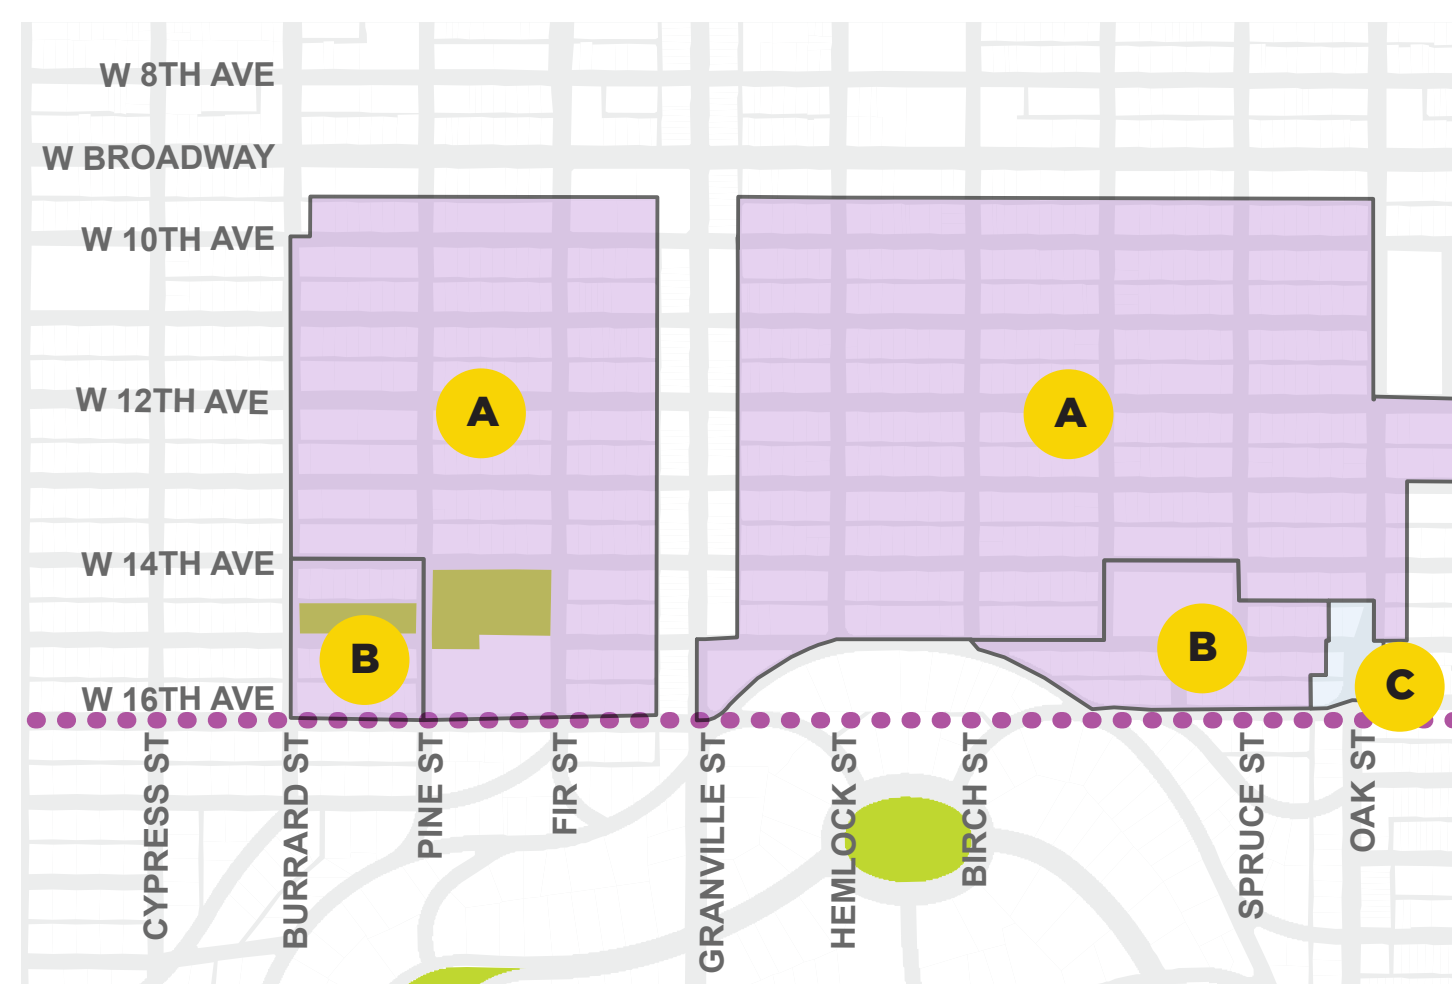 W 8TH AVE
W BROADWAY
W 10TH AVE
W 12TH AVE
A
A
W 14TH AVE
B
B
W 16TH AVE
C
CYPRESS ST
BURRARD ST
PINE ST
FIR ST
GRANVILLE ST
HEMLOCK ST
BIRCH ST
SPRUCE ST
OAK ST